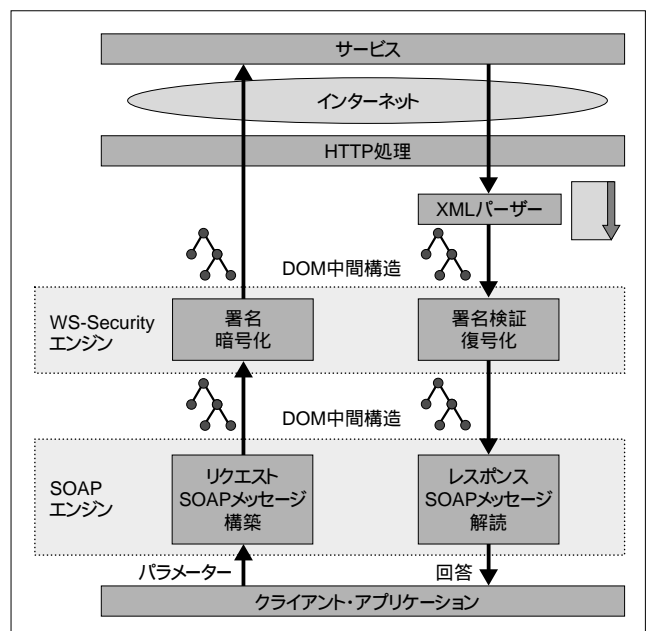 サービス
インターネット
HTTP処理
XMLパーザー
DOM中間構造
WS-Security
エンジン
署名
暗号化
署名検証
復号化
DOM中間構造
SOAP
エンジン
リクエスト
SOAPメッセージ
構築
レスポンス
SOAPメッセージ
解読
パラメーター
回答
クライアント・アプリケーション